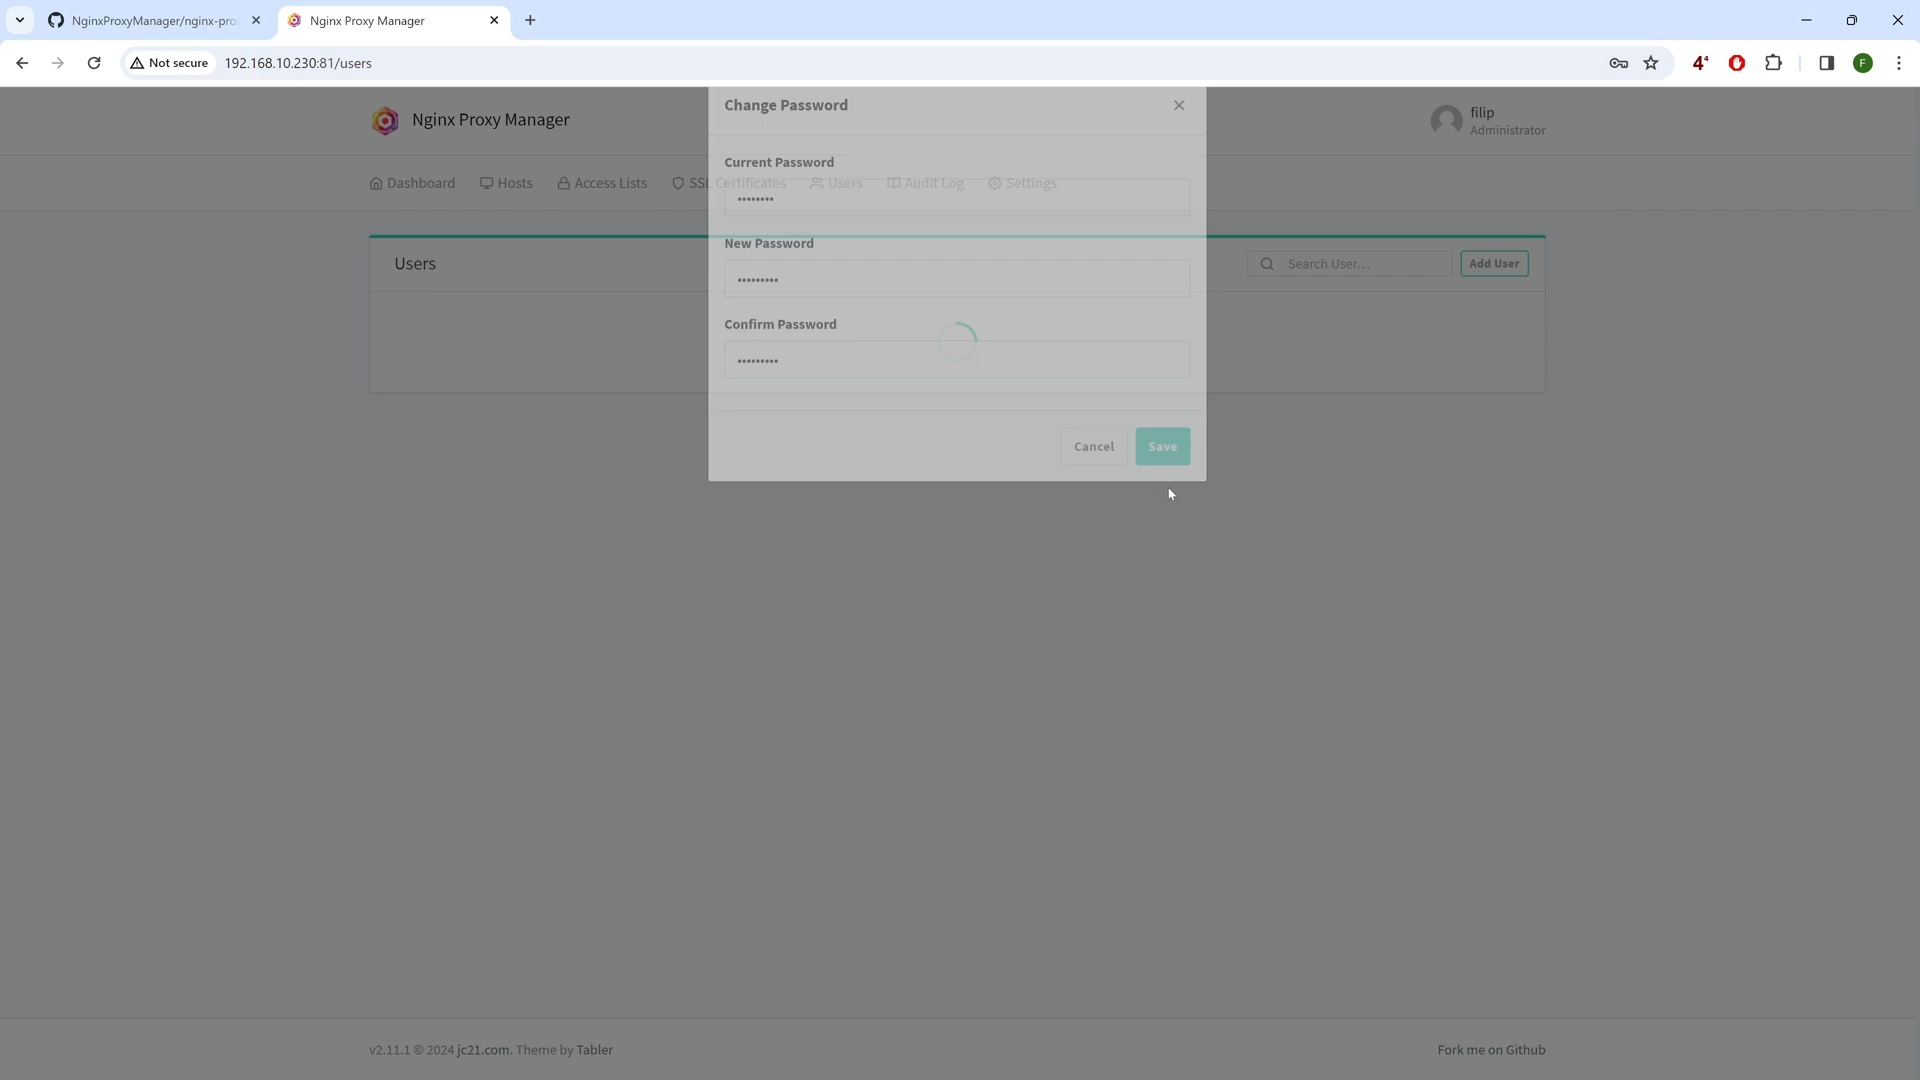 NginxProxyManager/nginx-pro
Nginx Proxy Manager
Not secure
192.168.10.230:81/users
4
4
F
Nginx Proxy Manager
filip
Administrator
Dashboard
Hosts
Access Lists
SSL Certificates
Users
Audit Log
Settings
Users
Search User...
Add User
Change Password
Current Password
••••••••
New Password
•••••••••
Confirm Password
•••••••••
Cancel
Save
v2.11.1 © 2024 jc21.com. Theme by Tabler
Fork me on Github